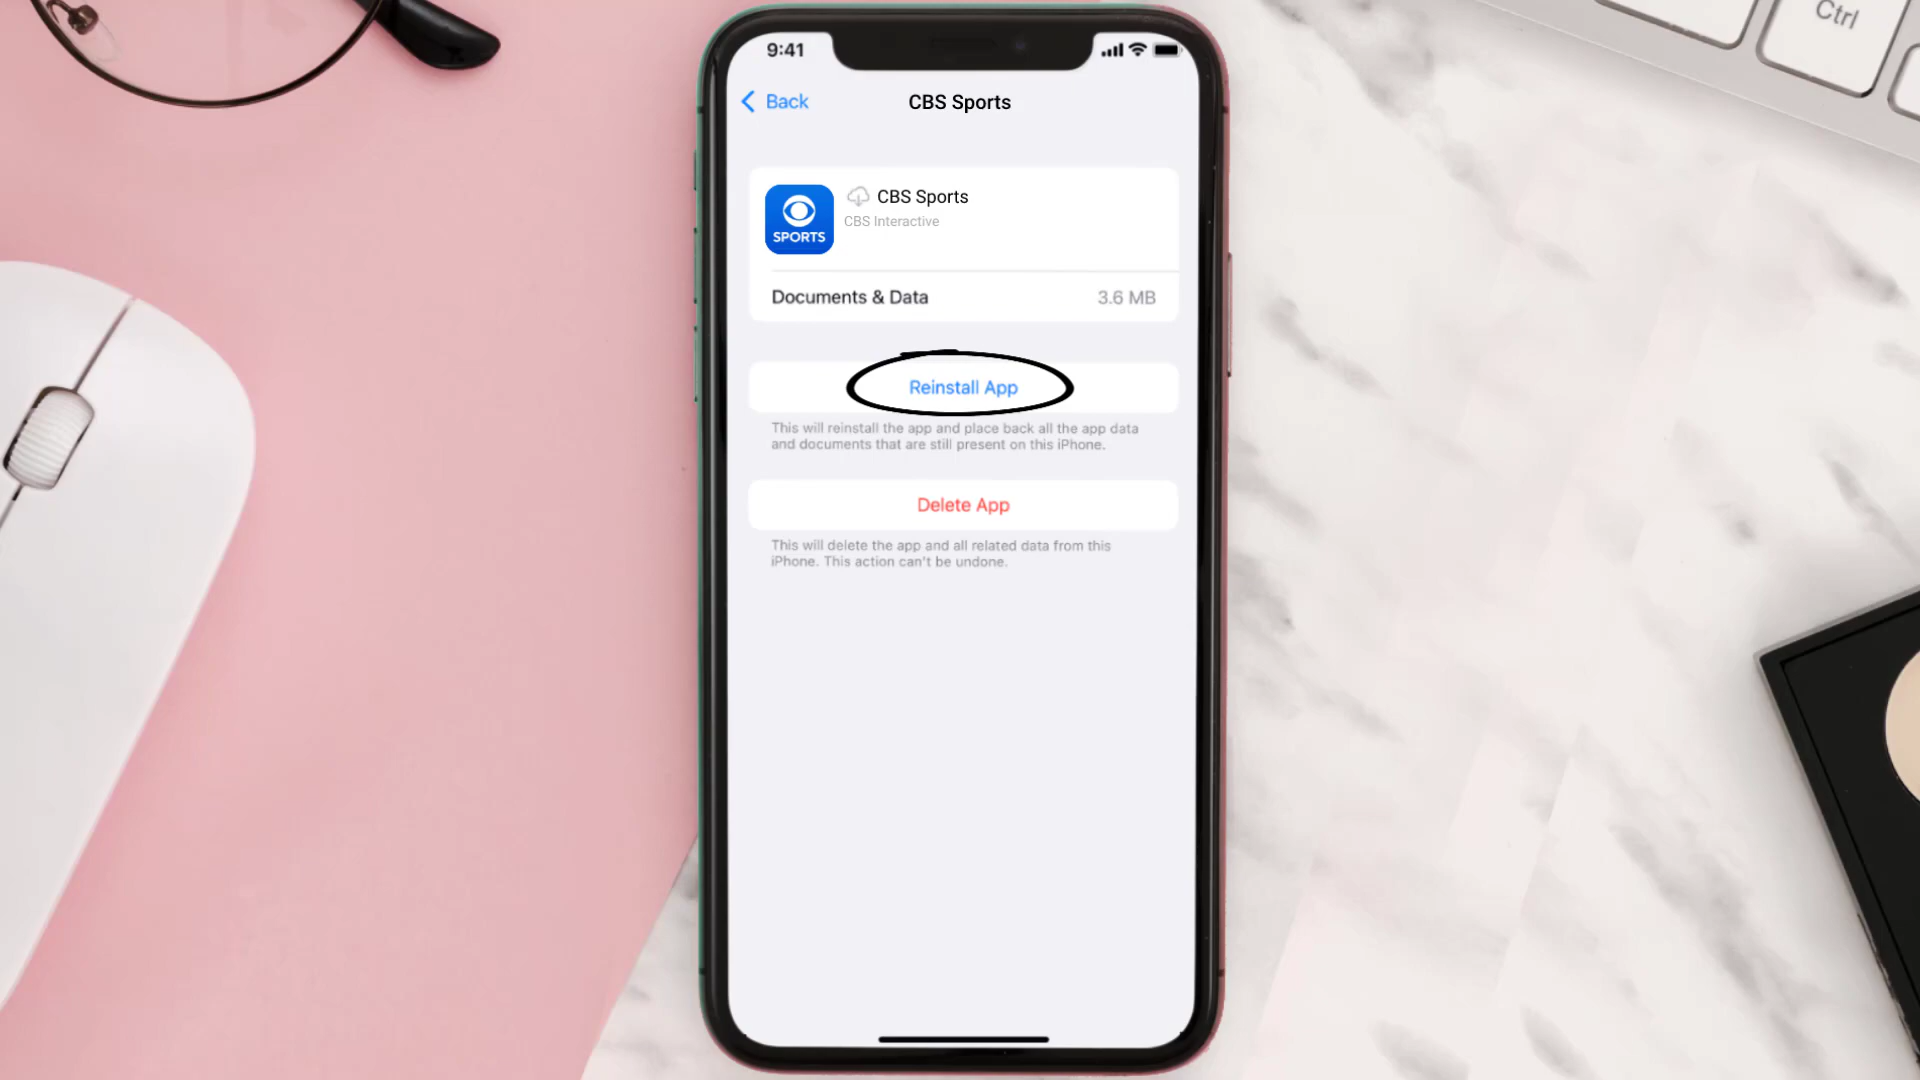 Ctrl
9:41
Back
CBS Sports
SPORTS
CBS Sports
CBS Interactive
Documents & Data 3.6 MB
Reinstall App
This will reinstall the app and place back all the app data
and documents that are still present on this iPhone.
Delete App
This will delete the app and all related data from this
iPhone. This action can't be undone.